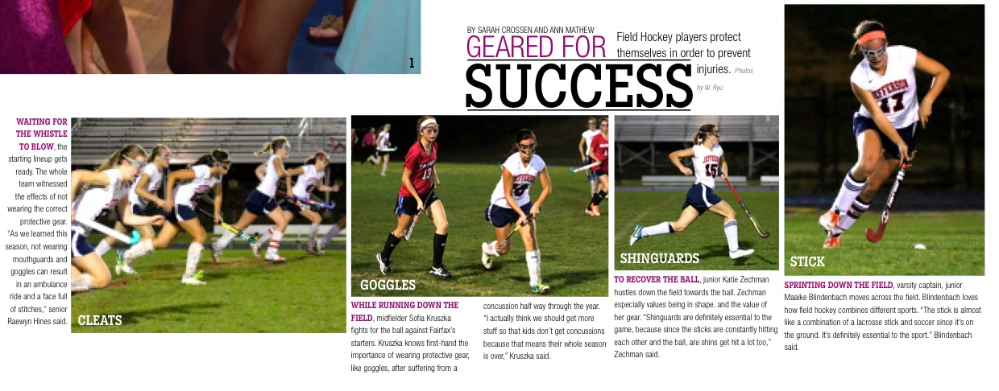 1
BY SARAH CROSSEN AND ANN MATHEW
GEARED FOR
SUCCESS
Field Hockey players protect
themselves in order to prevent
injuries. Photos
by W. Ryu
WAITING FOR
THE WHISTLE
TO BLOW, the
starting lineup gets
ready. The whole
team witnessed
the effects of not
wearing the correct
protective gear.
“As we learned this
season, not wearing
mouthguards and
goggles can result
in an ambulance
ride and a face full
of stitches,” senior
Raewyn Hines said.
CLEATS
13
JEFFERSON
GOGGLES
WHILE RUNNING DOWN THE
FIELD, midfielder Sofia Kruszka
fights for the ball against Fairfax’s
starters. Kruszka knows first-hand the
importance of wearing protective gear,
like goggles, after suffering from a
concussion half way through the year.
“I actually think we should get more
stuff so that kids don’t get concussions
because that means their whole season
is over,” Kruszka said.
JEFFERSON
15
SHINGUARDS
TO RECOVER THE BALL, junior Katie Zechman
hustles down the field towards the ball. Zechman
especially values being in shape. and the value of
her gear. “Shinguards are definitely essential to the
game, because since the sticks are constantly hitting
each other and the ball, are shins get hit a lot too,”
Zechman said.
JEFFERSON
17
STICK
SPRINTING DOWN THE FIELD, varsity captain, junior
Maaike Blindenbach moves across the field. Blindenbach loves
how field hockey combines different sports. “The stick is almost
like a combination of a lacrosse stick and soccer since it’s on
the ground. It’s definitely essential to the sport.” Blindenbach
said.